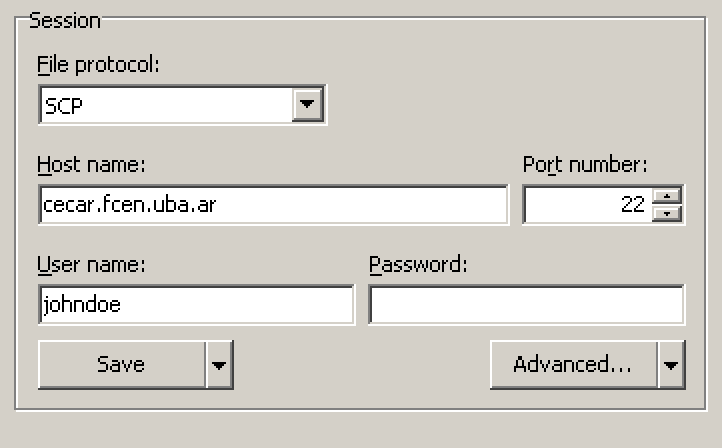 Session
File protocol:
SCP
Host name: Port number:
cecar.fcen.uba.ar 22
User name: Password:
johndoe
Save Advanced...